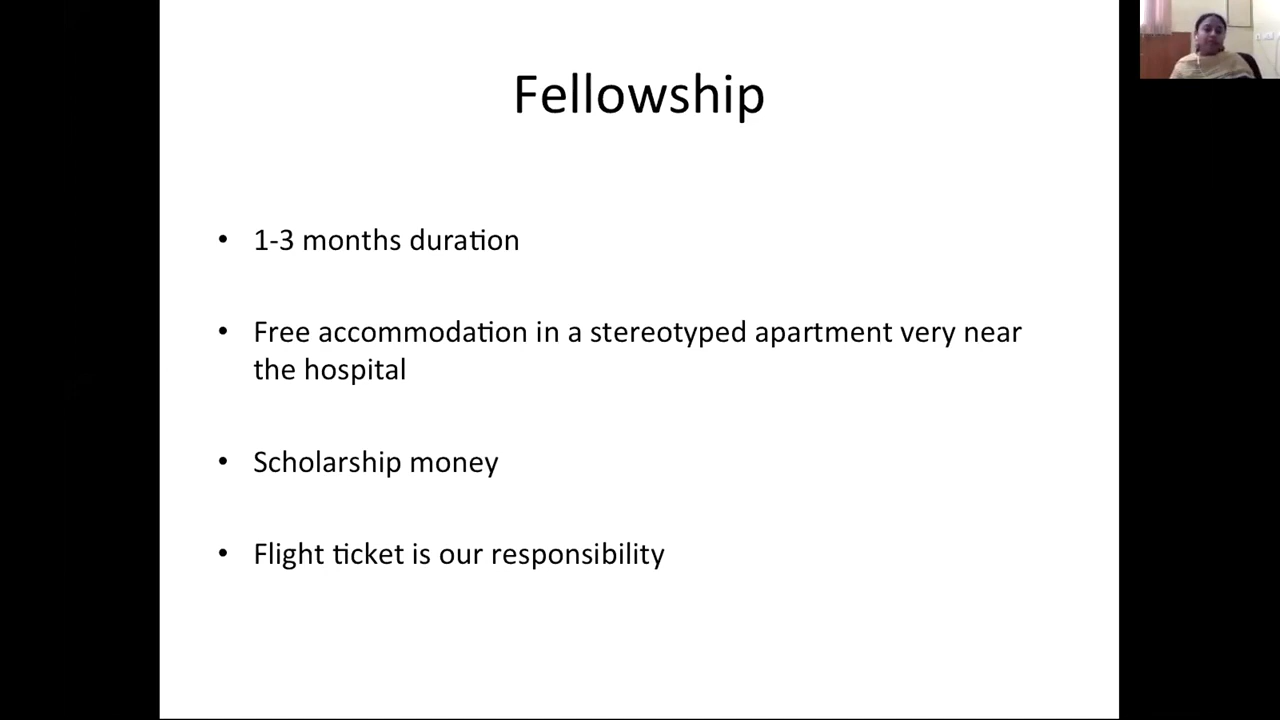 Fellowship
• 1-3 months duration
• Free accommodation in a stereotyped apartment very near
the hospital
• Scholarship money
• Flight ticket is our responsibility